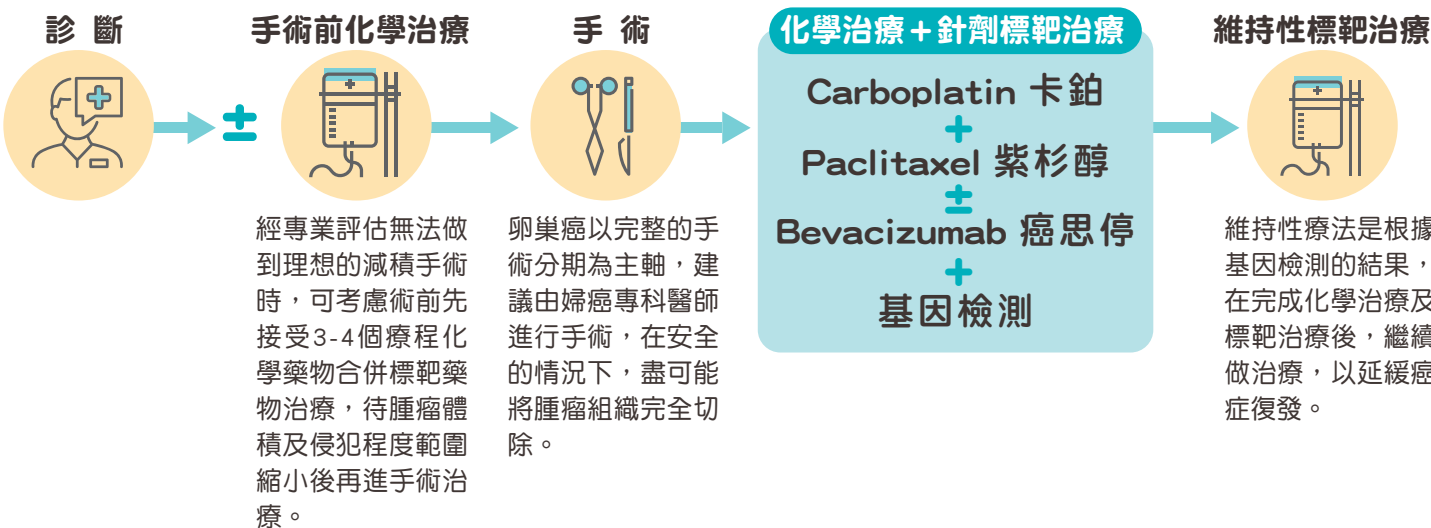 診 斷
±
手術前化學治療
經專業評估無法做
到理想的減積手術
時，可考慮術前先
接受3-4個療程化
學藥物合併標靶藥
物治療，待腫瘤體
積及侵犯程度範圍
縮小後再進手術治
療。
手 術
卵巢癌以完整的手
術分期為主軸，建
議由婦癌專科醫師
進行手術，在安全
的情況下，盡可能
將腫瘤組織完全切
除。
化學治療＋針劑標靶治療
Carboplatin 卡鉑
+
Paclitaxel 紫杉醇
±
Bevacizumab 癌思停
+
基因檢測
維持性標靶治療
維持性療法是根據
基因檢測的結果，
在完成化學治療及
標靶治療後，繼續
做治療，以延緩癌
症復發。